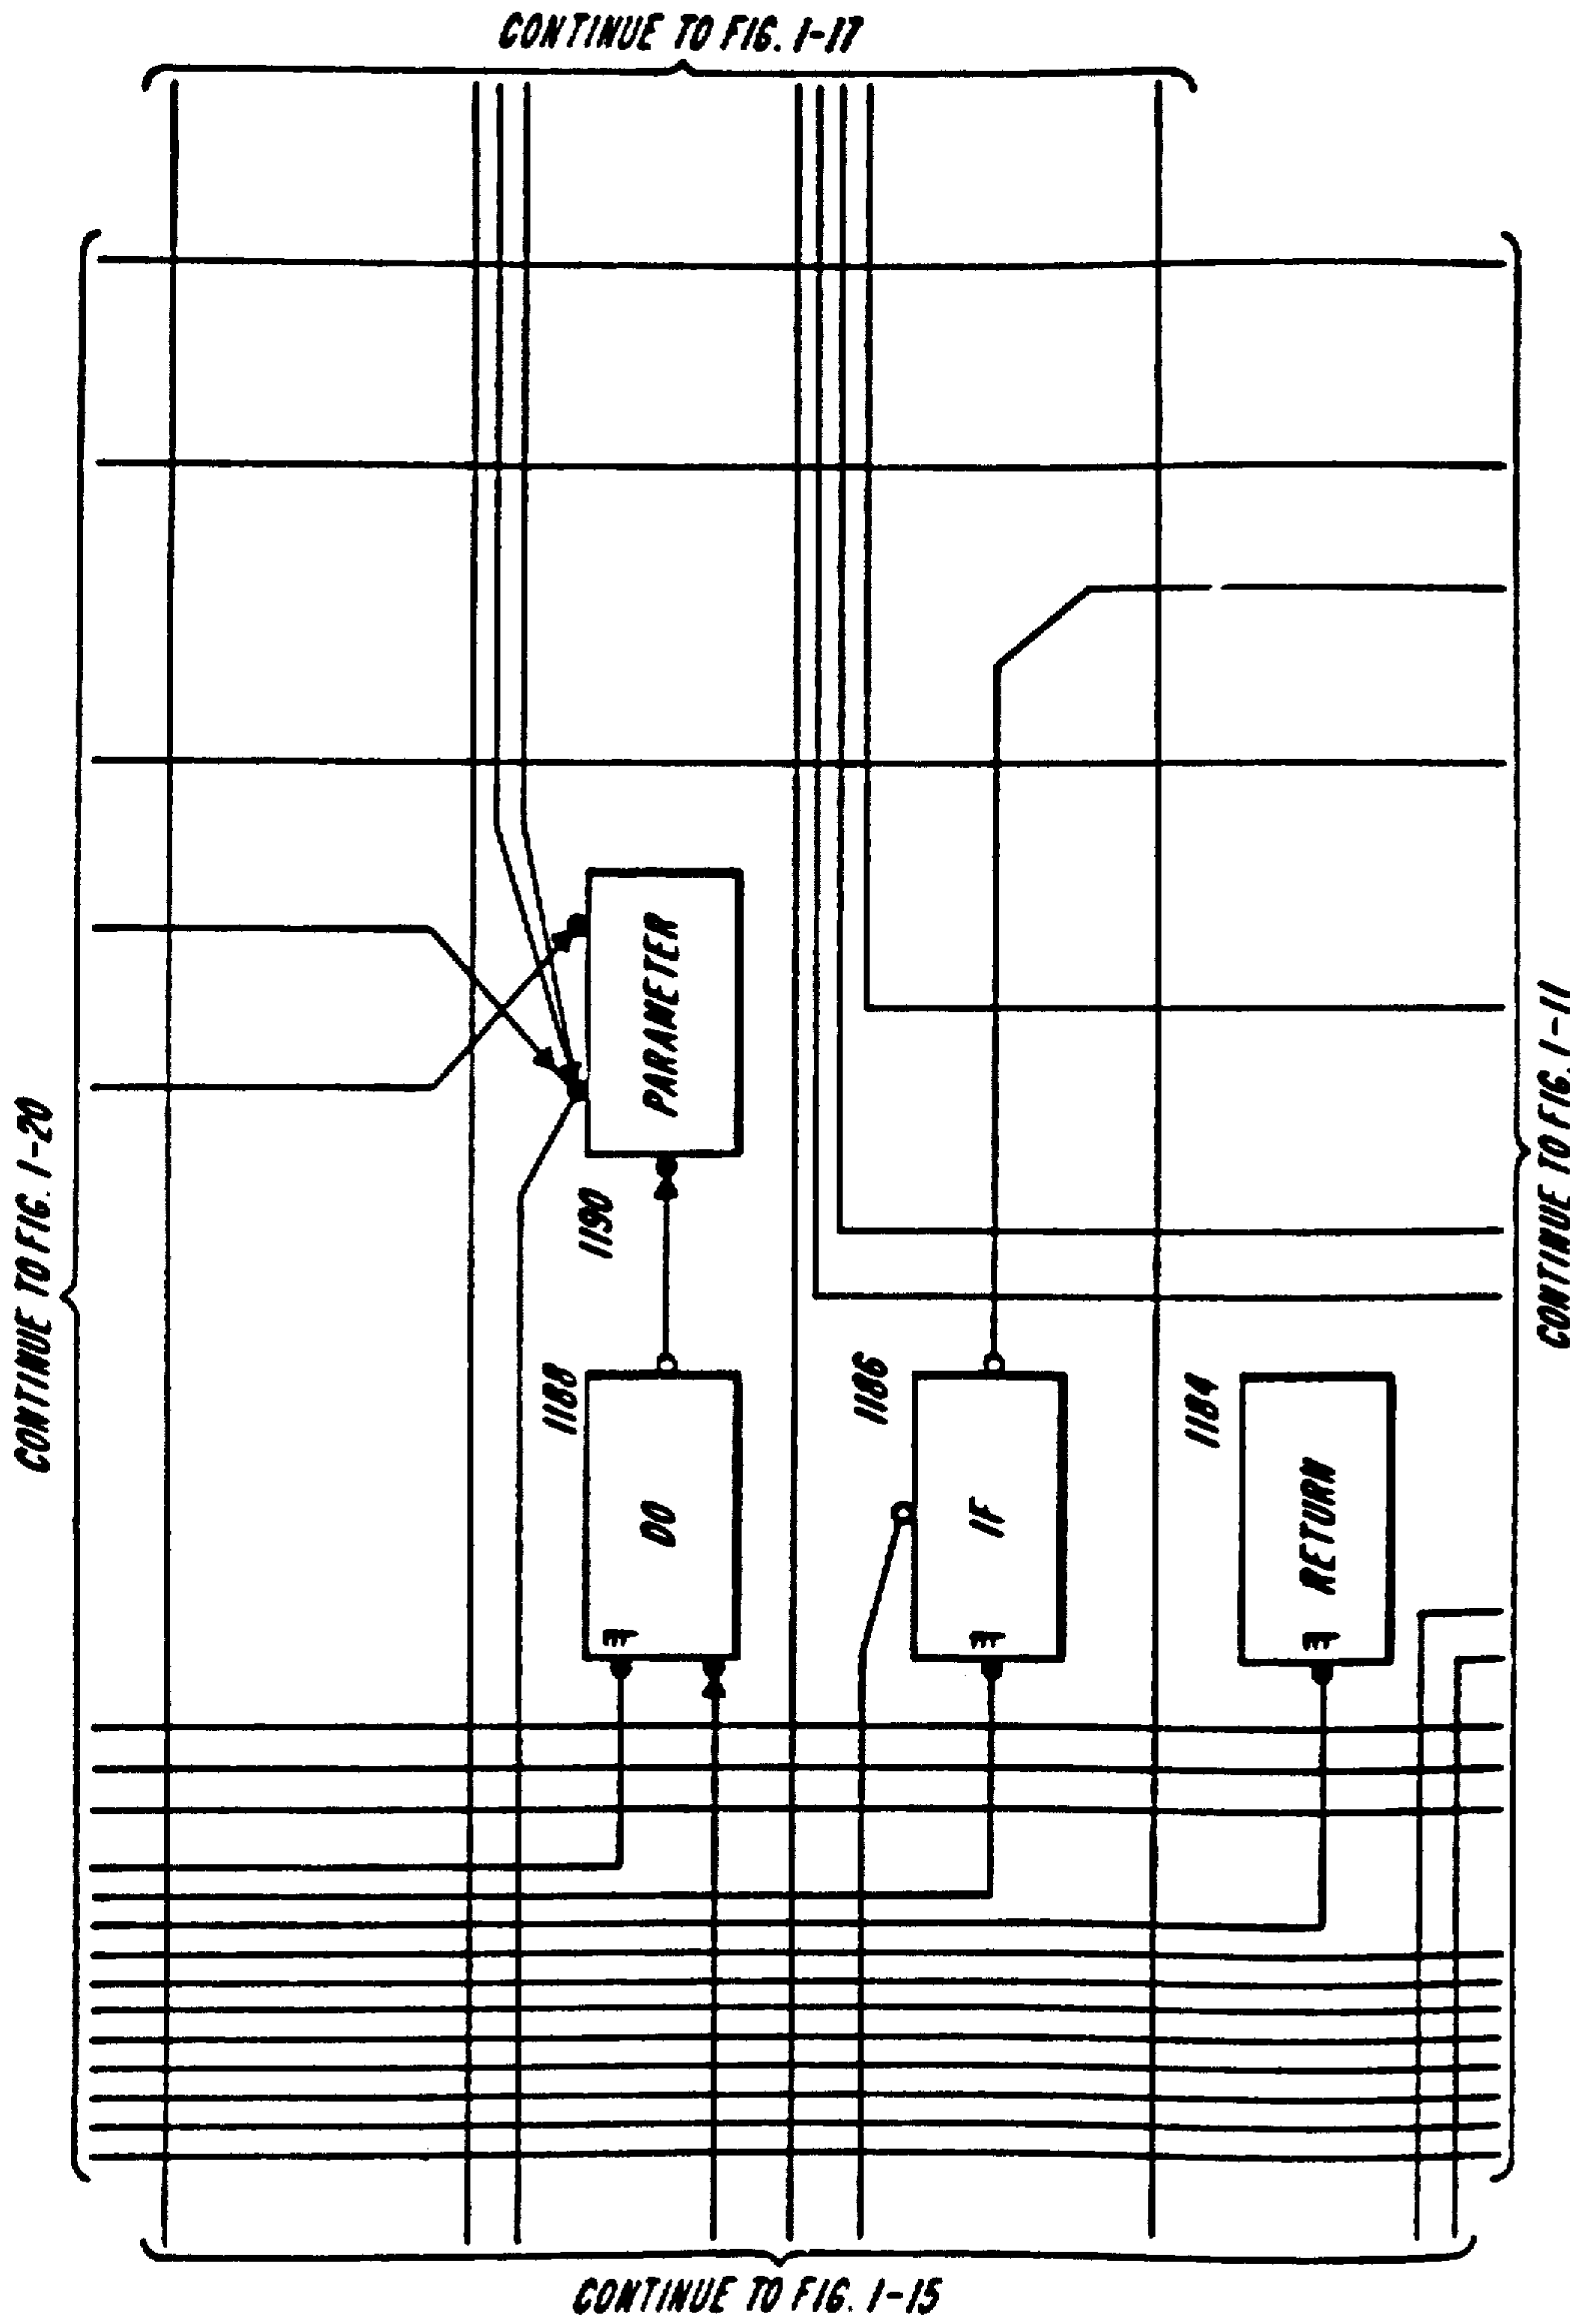 CONTINUE TO FIG. 1-17
CONTINUE TO FIG. 1-20
PARAMETER
1190
1188
DO
1186
IF
1184
RETURN
CONTINUE TO FIG. 1-11
CONTINUE TO FIG. 1-15